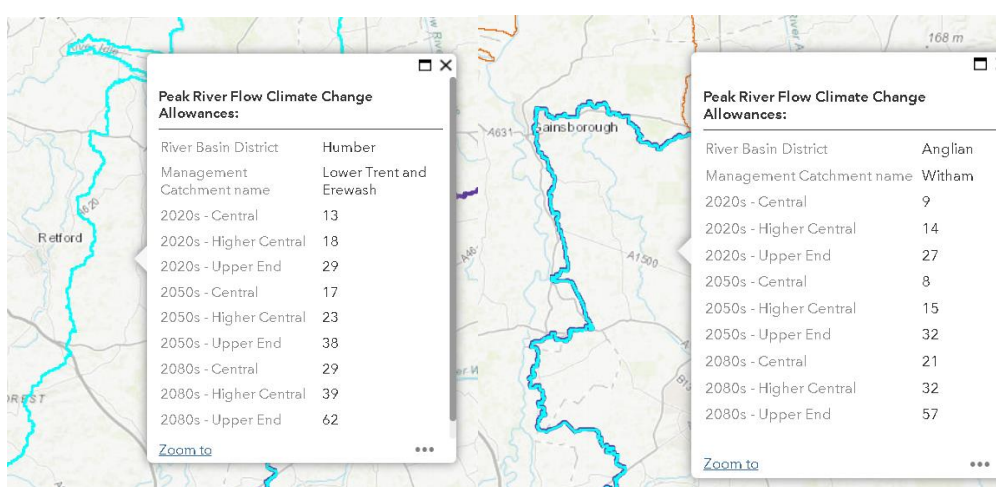 168 m
Peak River Flow Climate Change
Allowances:
River Basin District Humber
Management Lower Trent and
Catchment name Erewash
2020s - Central 13
2020s - Higher Central 18
2020s - Upper End 29
2050s - Central 17
2050s - Higher Central 23
2050s - Upper End 38
2080s - Central 29
2080s - Higher Central 39
2080s - Upper End 62
Zoom to
Retford
A631
Gainsborough
A1500
A46
Peak River Flow Climate Change
Allowances:
River Basin District Anglian
Management Catchment name Witham
2020s - Central 9
2020s - Higher Central 14
2020s - Upper End 27
2050s - Central 8
2050s - Higher Central 15
2050s - Upper End 32
2080s - Central 21
2080s - Higher Central 32
2080s - Upper End 57
Zoom to